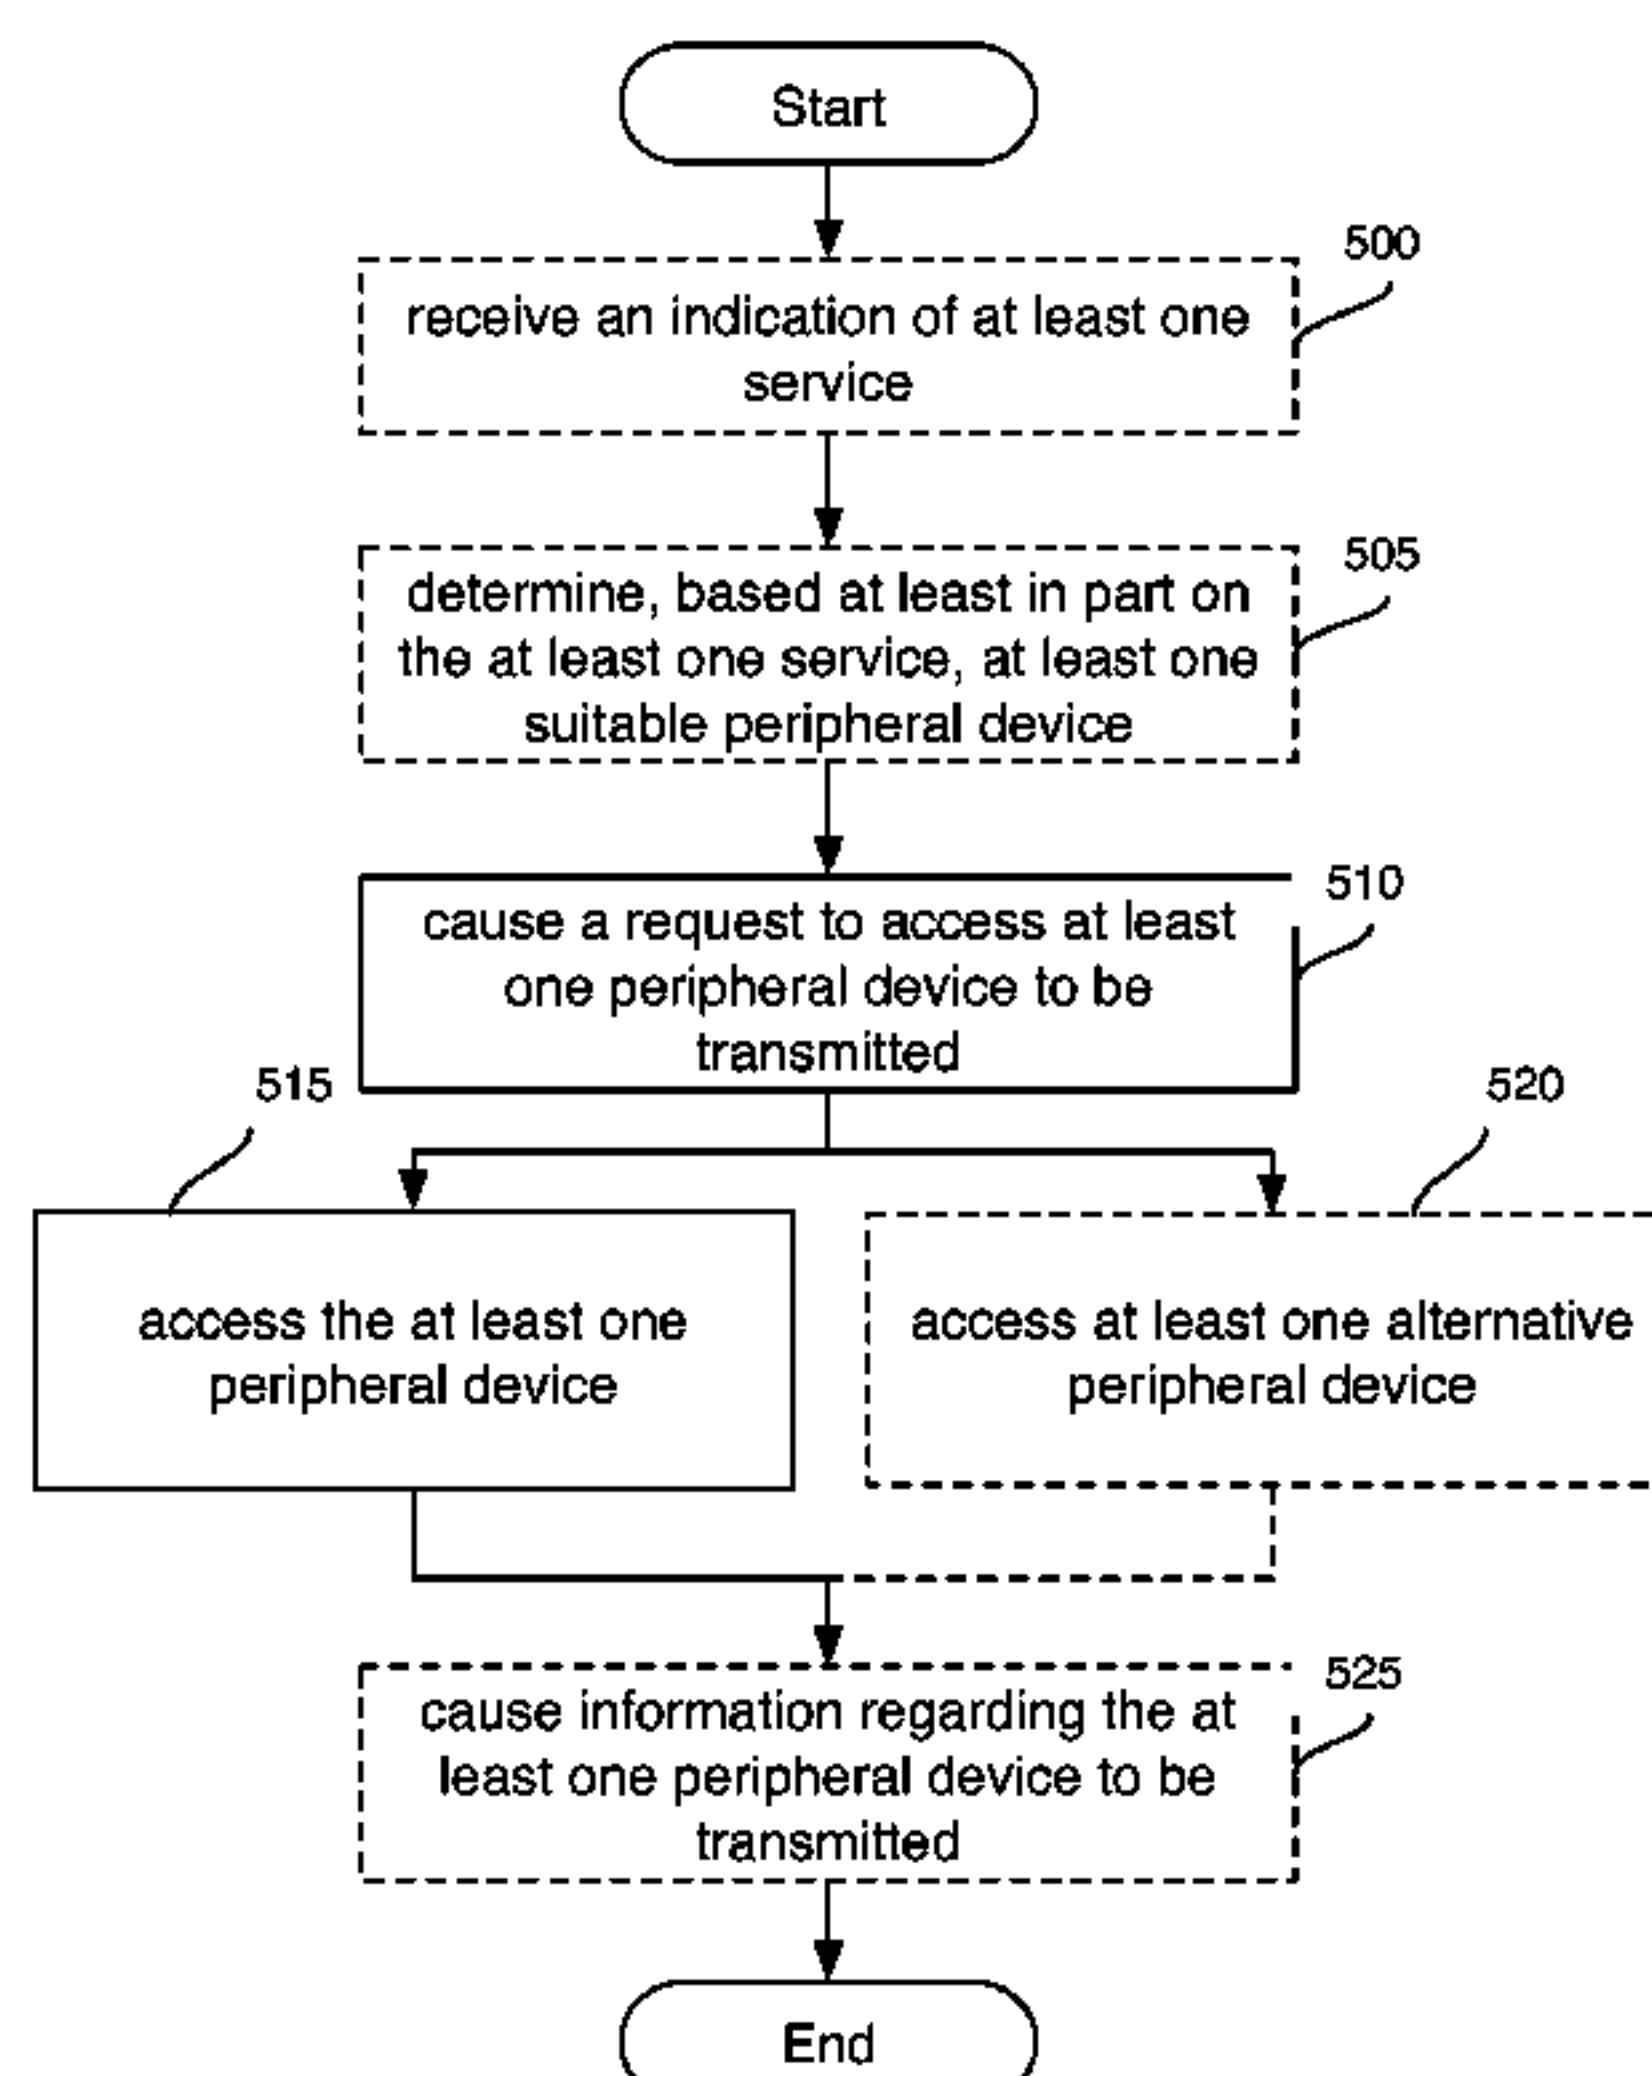 Start
500
receive an indication of at least one
service
505
determine, based at least in part on
the at least one service, at least one
suitable peripheral device
510
cause a request to access at least
one peripheral device to be
transmitted
515
520
access the at least one
peripheral device
access at least one alternative
peripheral device
525
cause information regarding the at
least one peripheral device to be
transmitted
End